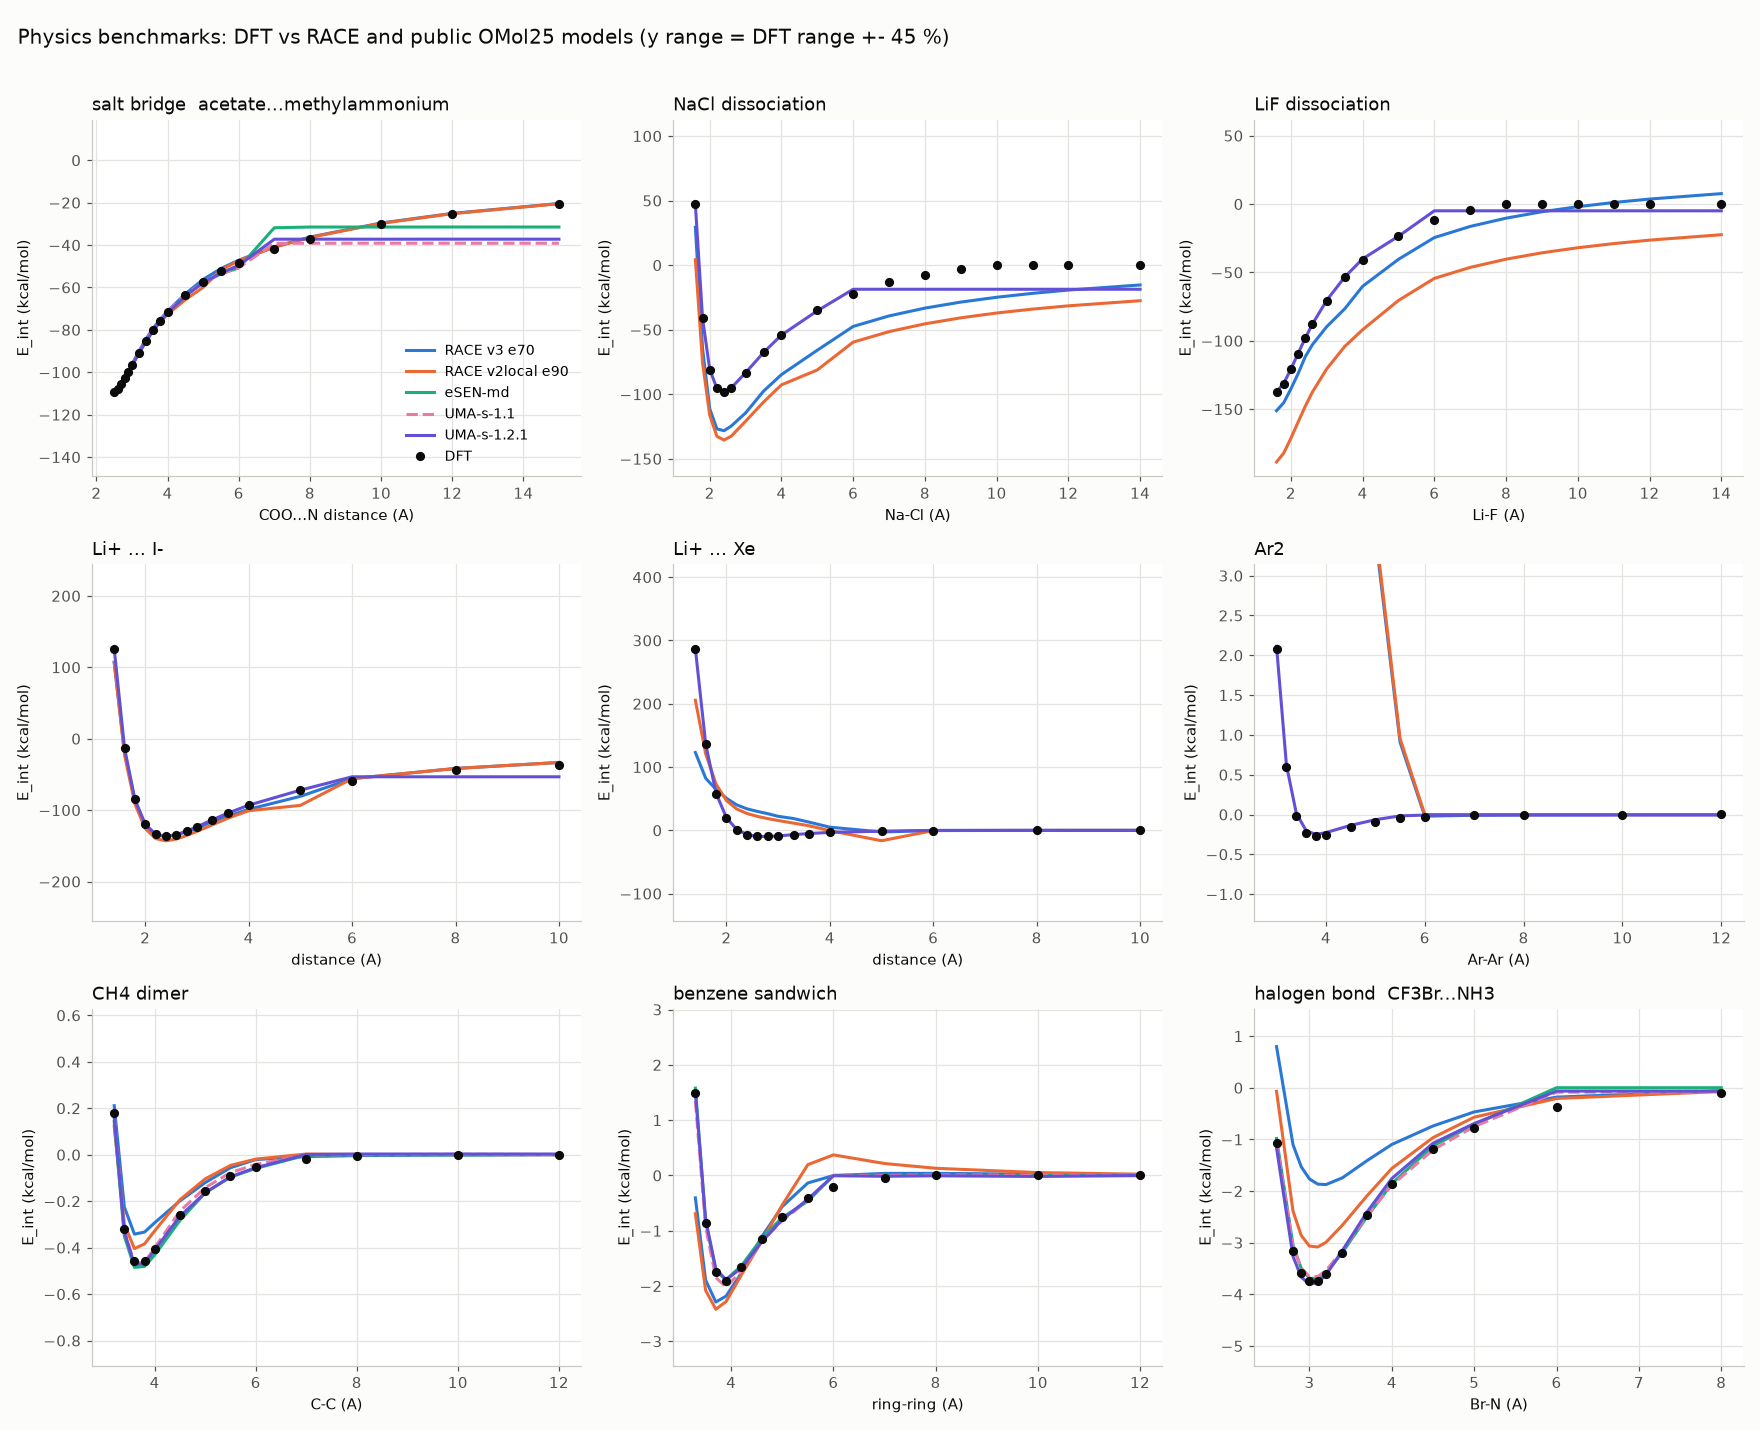 Physics benchmarks: DFT vs RACE and public OMol25 models (y range = DFT range +- 45 %)
salt bridge  acetate...methylammonium
0
−20
−40
−60
−80
−100
−120
−140
E_int (kcal/mol)
RACE v3 e70
RACE v2local e90
eSEN-md
UMA-s-1.1
UMA-s-1.2.1
DFT
2 4 6 8 10 12 14
COO...N distance (A)
NaCl dissociation
100
50
0
−50
−100
−150
E_int (kcal/mol)
2 4 6 8 10 12 14
Na-Cl (A)
LiF dissociation
50
0
−50
−100
−150
E_int (kcal/mol)
2 4 6 8 10 12 14
Li-F (A)
Li+ ... I-
200
100
0
−100
−200
E_int (kcal/mol)
2 4 6 8 10
distance (A)
Li+ ... Xe
400
300
200
100
0
−100
E_int (kcal/mol)
2 4 6 8 10
distance (A)
Ar2
3.0
2.5
2.0
1.5
1.0
0.5
0.0
−0.5
−1.0
E_int (kcal/mol)
4 6 8 10 12
Ar-Ar (A)
CH4 dimer
0.6
0.4
0.2
0.0
−0.2
−0.4
−0.6
−0.8
E_int (kcal/mol)
4 6 8 10 12
C-C (A)
benzene sandwich
3
2
1
0
−1
−2
−3
E_int (kcal/mol)
4 6 8 10 12
ring-ring (A)
halogen bond  CF3Br...NH3
1
0
−1
−2
−3
−4
−5
E_int (kcal/mol)
3 4 5 6 7 8
Br-N (A)